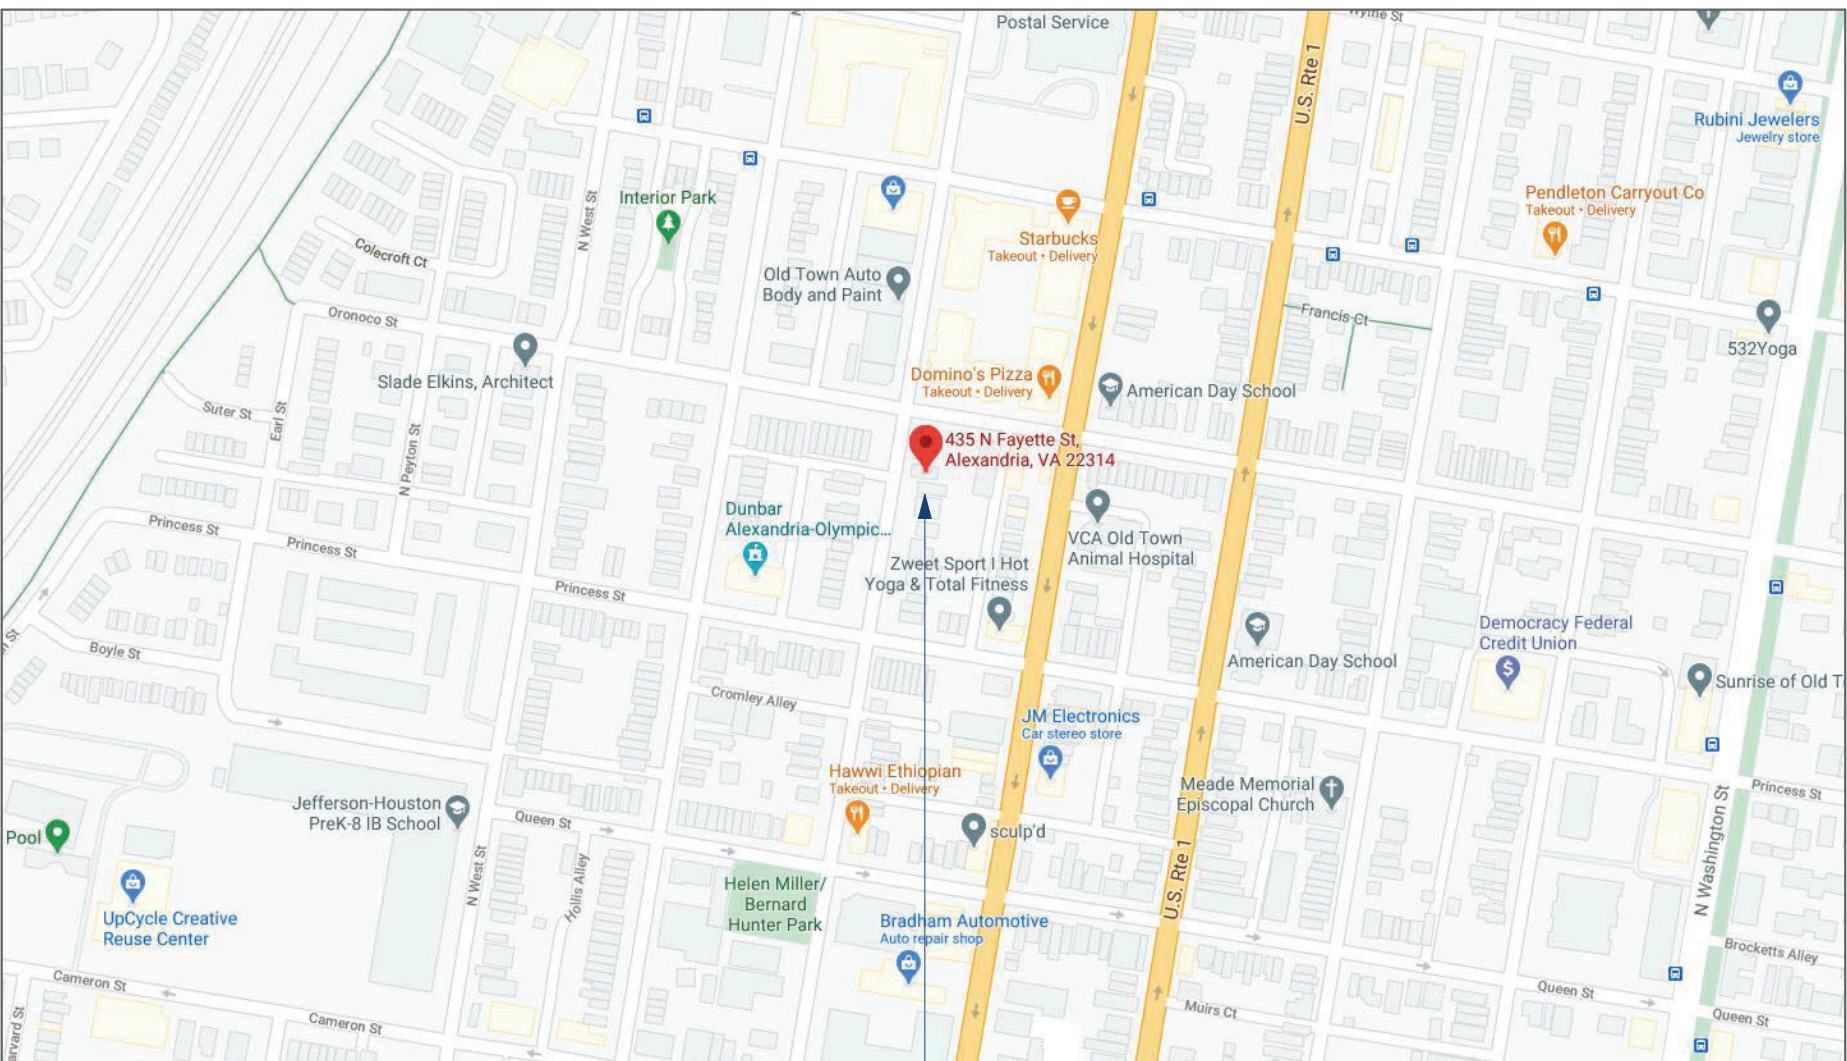 Postal Service
Wythe St
U.S. Rte 1
Rubini Jewelers
Jewelry store
Interior Park
N West St
Pendleton Carryout Co
Takeout • Delivery
Starbucks
Takeout • Delivery
Colecroft Ct
Old Town Auto
Body and Paint
Oronoco St
Francis Ct
532Yoga
Slade Elkins, Architect
Domino's Pizza
Takeout • Delivery
American Day School
Suter St
Earl St
N Peyton St
435 N Fayette St,
Alexandria, VA 22314
Dunbar
Alexandria-Olympic...
Princess St
Princess St
Princess St
VCA Old Town
Animal Hospital
Zweet Sport I Hot
Yoga & Total Fitness
Boyle St
Democracy Federal
Credit Union
American Day School
Sunrise of Old T
Cromley Alley
JM Electronics
Car stereo store
Hawwi Ethiopian
Takeout • Delivery
Meade Memorial
Episcopal Church
Princess St
Jefferson-Houston
PreK-8 IB School
Queen St
Pool
sculp'd
N West St
Hollis Alley
U.S. Rte 1
N Washington St
Helen Miller/
Bernard
Hunter Park
UpCycle Creative
Reuse Center
Bradham Automotive
Auto repair shop
Brocketts Alley
Cameron St
Cameron St
Queen St
Muirs Ct
Queen St
arvard St